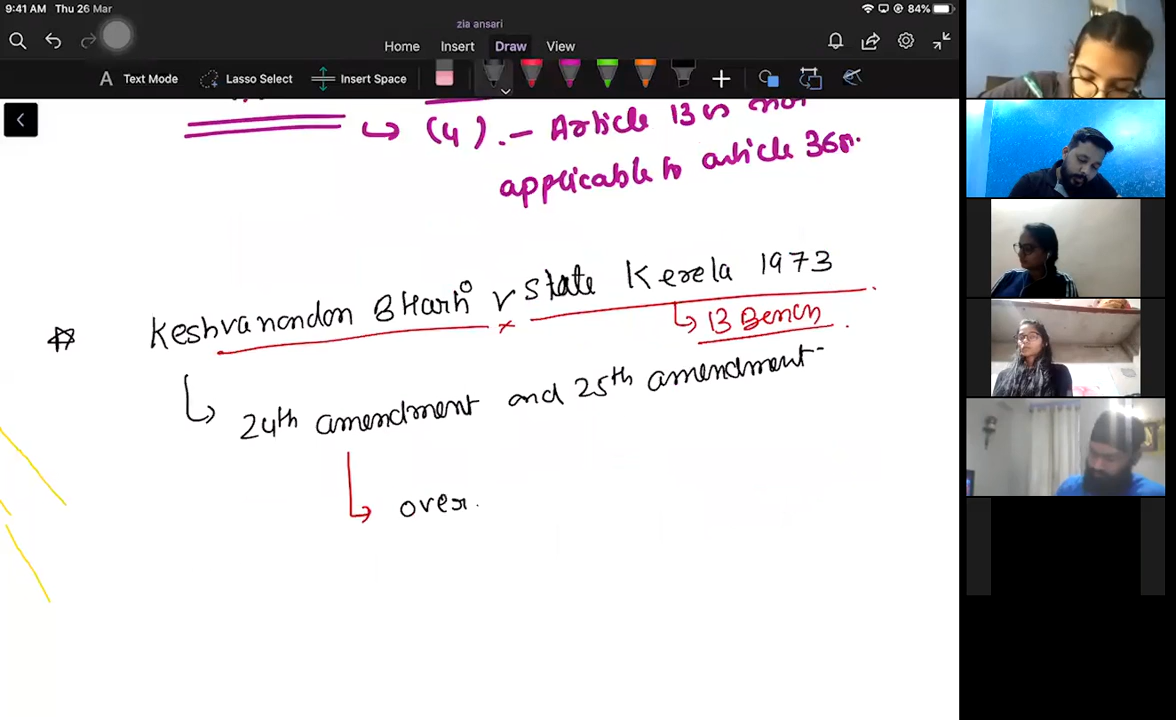 9:41 AM Thu 26 Mar
84%
zia ansari
Home Insert Draw View
Text Mode Lasso Select Insert Space
(4). - Article 13 is not
applicable to article 368.
Keshvanandan Bharti v State Kerela 1973
13 Bench
24th amendment and 25th amendment
over.